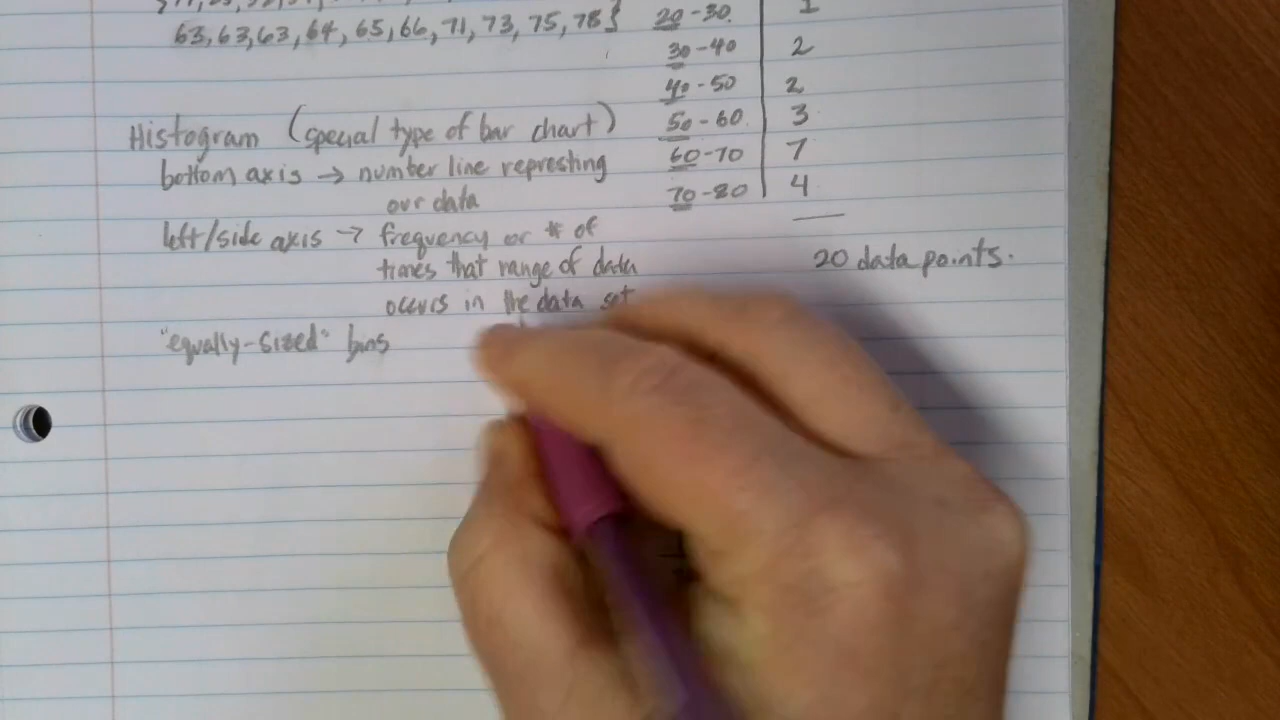 63, 63, 63, 64, 65, 66, 71, 73, 75, 78}
20-30 1
30-40 2
40-50 2
50-60 3
60-70 7
70-80 4
20 data points.
Histogram (special type of bar chart)
bottom axis → number line represting
our data
left/side axis → frequency or # of
times that range of data
occurs in the data set
"equally-sized" bins